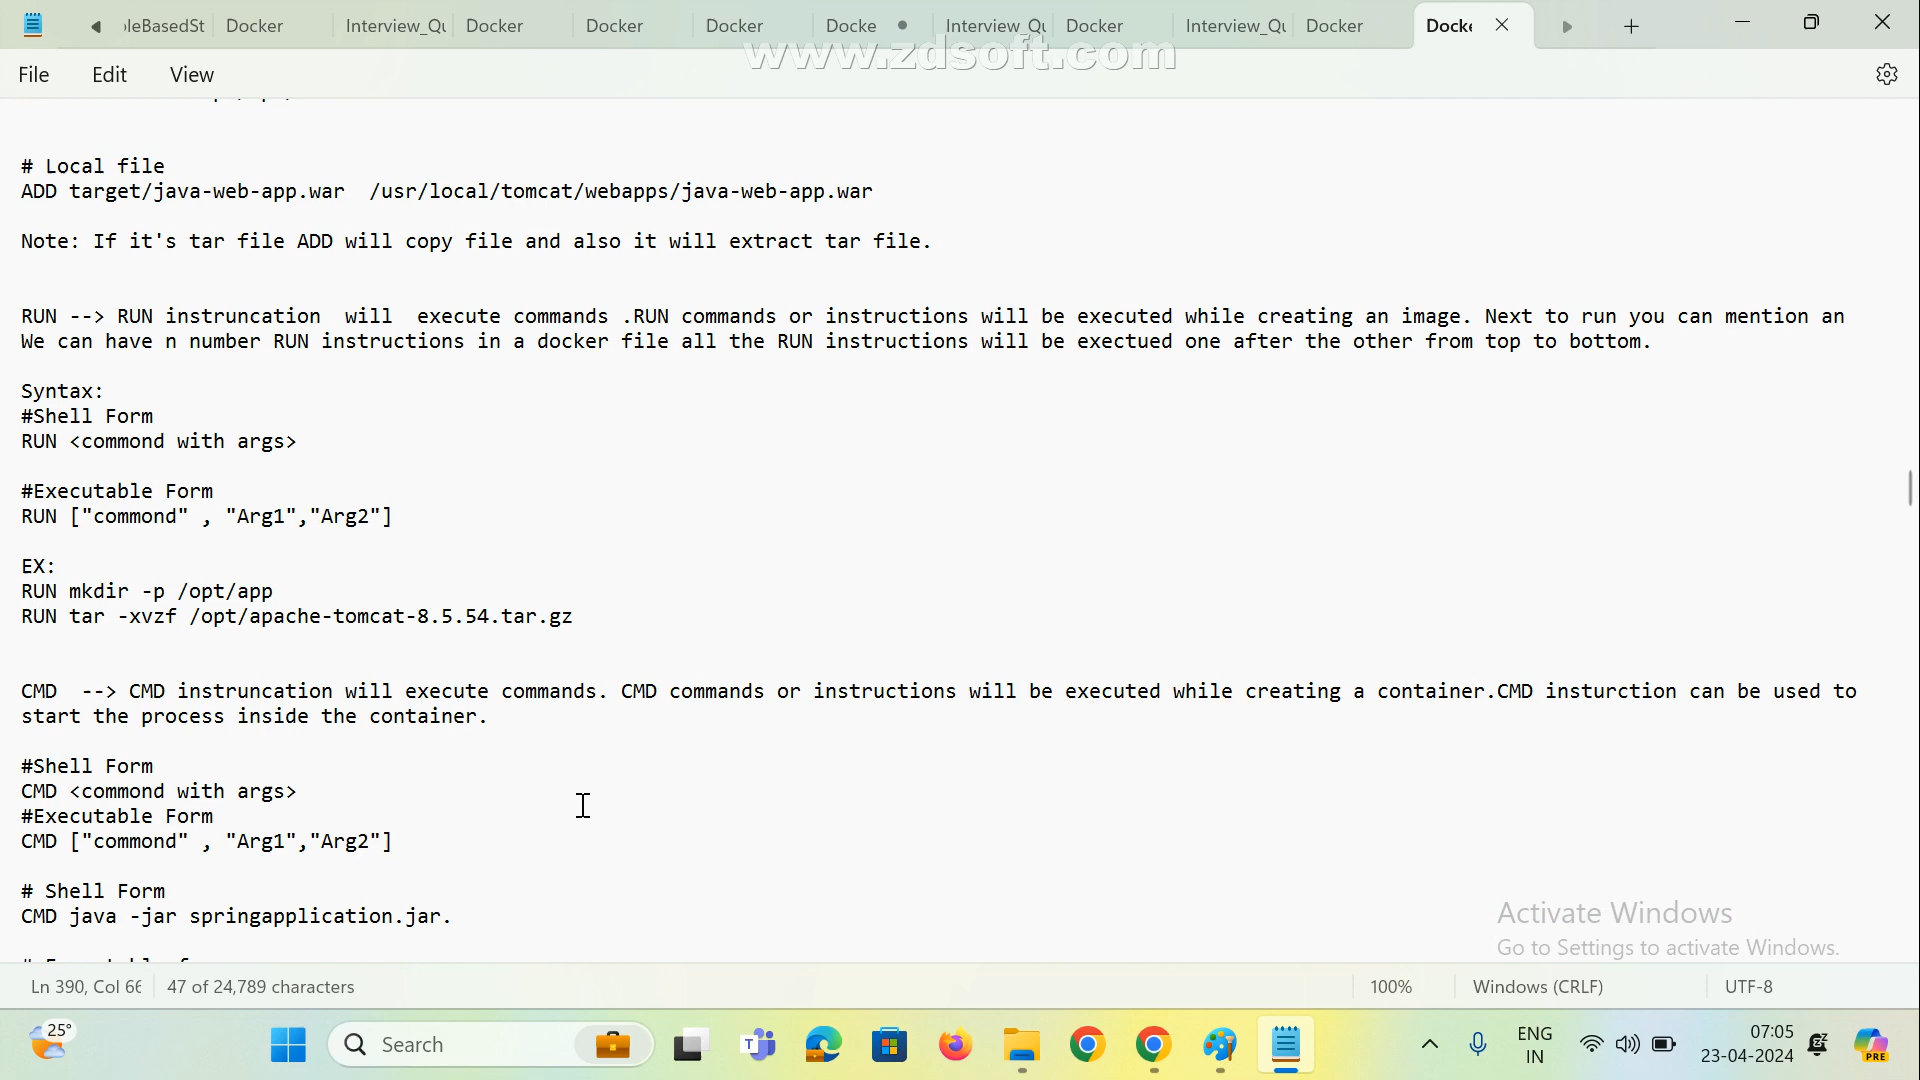 leBasedSt Docker Interview_Qu Docker Docker Docker Docke Interview_Qu Docker Interview_Qu Docker Docke
www.zdsoft.com
File Edit View
# Local file
ADD target/java-web-app.war  /usr/local/tomcat/webapps/java-web-app.war
Note: If it's tar file ADD will copy file and also it will extract tar file.
RUN --> RUN instruncation  will  execute commands .RUN commands or instructions will be executed while creating an image. Next to run you can mention an
We can have n number RUN instructions in a docker file all the RUN instructions will be exectued one after the other from top to bottom.
Syntax:
#Shell Form
RUN <commond with args>
#Executable Form
RUN ["commond" , "Arg1","Arg2"]
EX:
RUN mkdir -p /opt/app
RUN tar -xvzf /opt/apache-tomcat-8.5.54.tar.gz
CMD  --> CMD instruncation will execute commands. CMD commands or instructions will be executed while creating a container.CMD insturction can be used to
start the process inside the container.
#Shell Form
CMD <commond with args>
#Executable Form
CMD ["commond" , "Arg1","Arg2"]
# Shell Form
CMD java -jar springapplication.jar.
Activate Windows
Go to Settings to activate Windows.
Ln 390, Col 66 47 of 24,789 characters 100% Windows (CRLF) UTF-8
25° Search ENG IN 07:05 23-04-2024 PRE